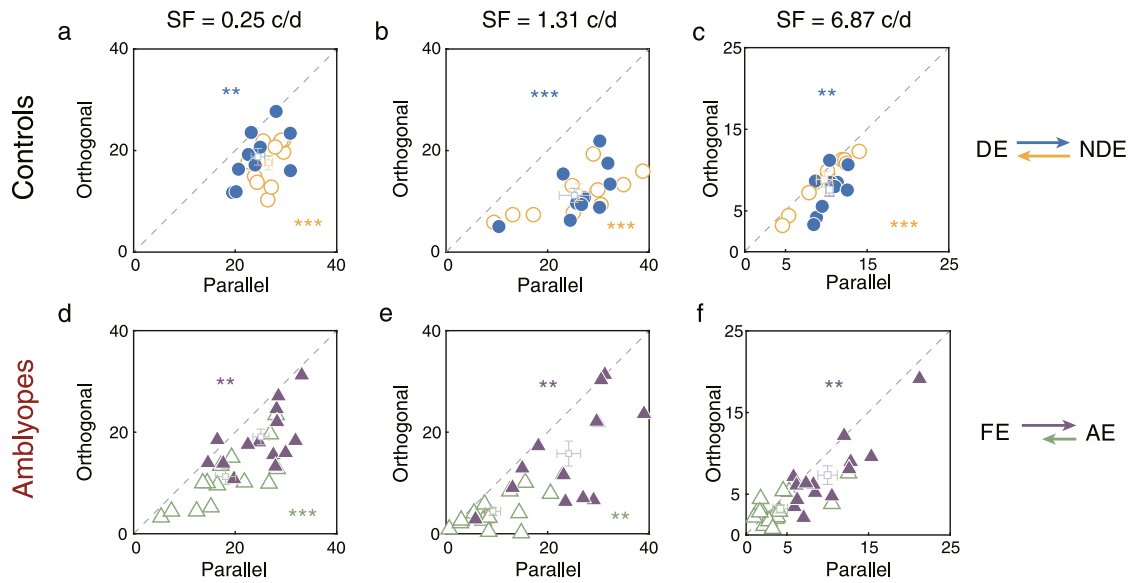 SF = 0.25 c/d
SF = 1.31 c/d
SF = 6.87 c/d
Controls
a
40
20
0
Orthogonal
**
***
0
20
40
Parallel
b
40
20
0
Orthogonal
***
***
0
20
40
Parallel
c
25
15
5
0
Orthogonal
**
***
5
15
25
Parallel
DE
NDE
Amblyopes
d
40
20
0
Orthogonal
**
***
0
20
40
Parallel
e
40
20
0
Orthogonal
**
**
0
20
40
Parallel
f
25
15
5
0
Orthogonal
**
5
15
25
Parallel
FE
AE